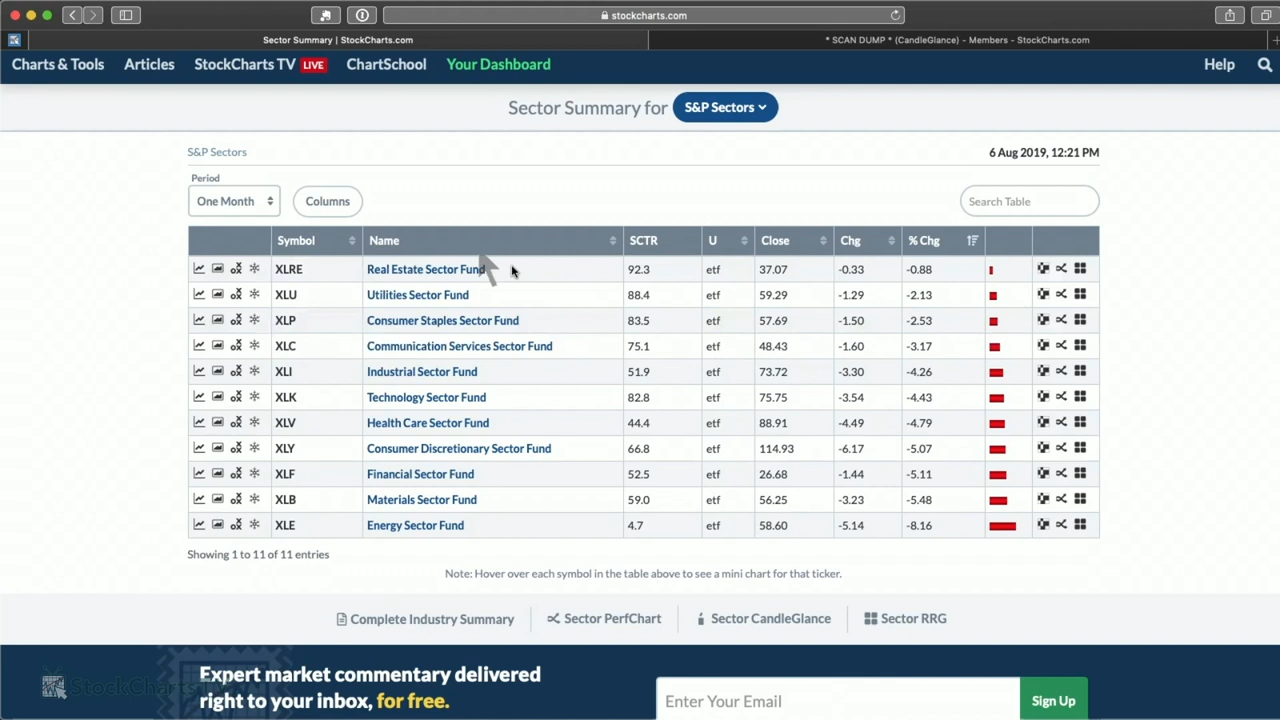 stockcharts.com
Sector Summary | StockCharts.com
* SCAN DUMP * (CandleGlance) - Members - StockCharts.com
Charts & Tools Articles StockCharts TV LIVE ChartSchool Your Dashboard Help
Sector Summary for S&P Sectors
S&P Sectors 6 Aug 2019, 12:21 PM
Period
One Month Columns Search Table
Symbol Name SCTR U Close Chg % Chg
XLRE Real Estate Sector Fund 92.3 etf 37.07 -0.33 -0.88
XLU Utilities Sector Fund 88.4 etf 59.29 -1.29 -2.13
XLP Consumer Staples Sector Fund 83.5 etf 57.69 -1.50 -2.53
XLC Communication Services Sector Fund 75.1 etf 48.43 -1.60 -3.17
XLI Industrial Sector Fund 51.9 etf 73.72 -3.30 -4.26
XLK Technology Sector Fund 82.8 etf 75.75 -3.54 -4.43
XLV Health Care Sector Fund 44.4 etf 88.91 -4.49 -4.79
XLY Consumer Discretionary Sector Fund 66.8 etf 114.93 -6.17 -5.07
XLF Financial Sector Fund 52.5 etf 26.68 -1.44 -5.11
XLB Materials Sector Fund 59.0 etf 56.25 -3.23 -5.48
XLE Energy Sector Fund 4.7 etf 58.60 -5.14 -8.16
Showing 1 to 11 of 11 entries
Note: Hover over each symbol in the table above to see a mini chart for that ticker.
Complete Industry Summary Sector PerfChart Sector CandleGlance Sector RRG
Expert market commentary delivered
right to your inbox, for free.
StockCharts TV
Enter Your Email Sign Up